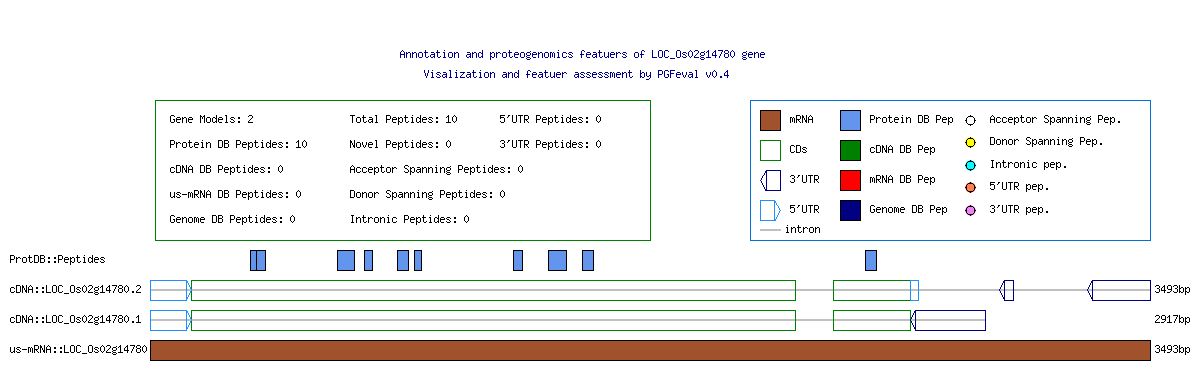 Annotation and proteogenomics featuers of LOC_Os02g14780 gene
Visalization and featuer assessment by PGFeval v0.4
Gene Models: 2 Total Peptides: 10 5'UTR Peptides: 0
Protein DB Peptides: 10 Novel Peptides: 0 3'UTR Peptides: 0
cDNA DB Peptides: 0 Acceptor Spanning Peptides: 0
us-mRNA DB Peptides: 0 Donor Spanning Peptides: 0
Genome DB Peptides: 0 Intronic Peptides: 0
mRNA Protein DB Pep Acceptor Spanning Pep.
CDs cDNA DB Pep Donor Spanning Pep.
3'UTR mRNA DB Pep Intronic pep.
5'UTR Genome DB Pep 5'UTR pep.
intron 3'UTR pep.
ProtDB::Peptides
cDNA::LOC_Os02g14780.2 3493bp
cDNA::LOC_Os02g14780.1 2917bp
us-mRNA::LOC_Os02g14780 3493bp